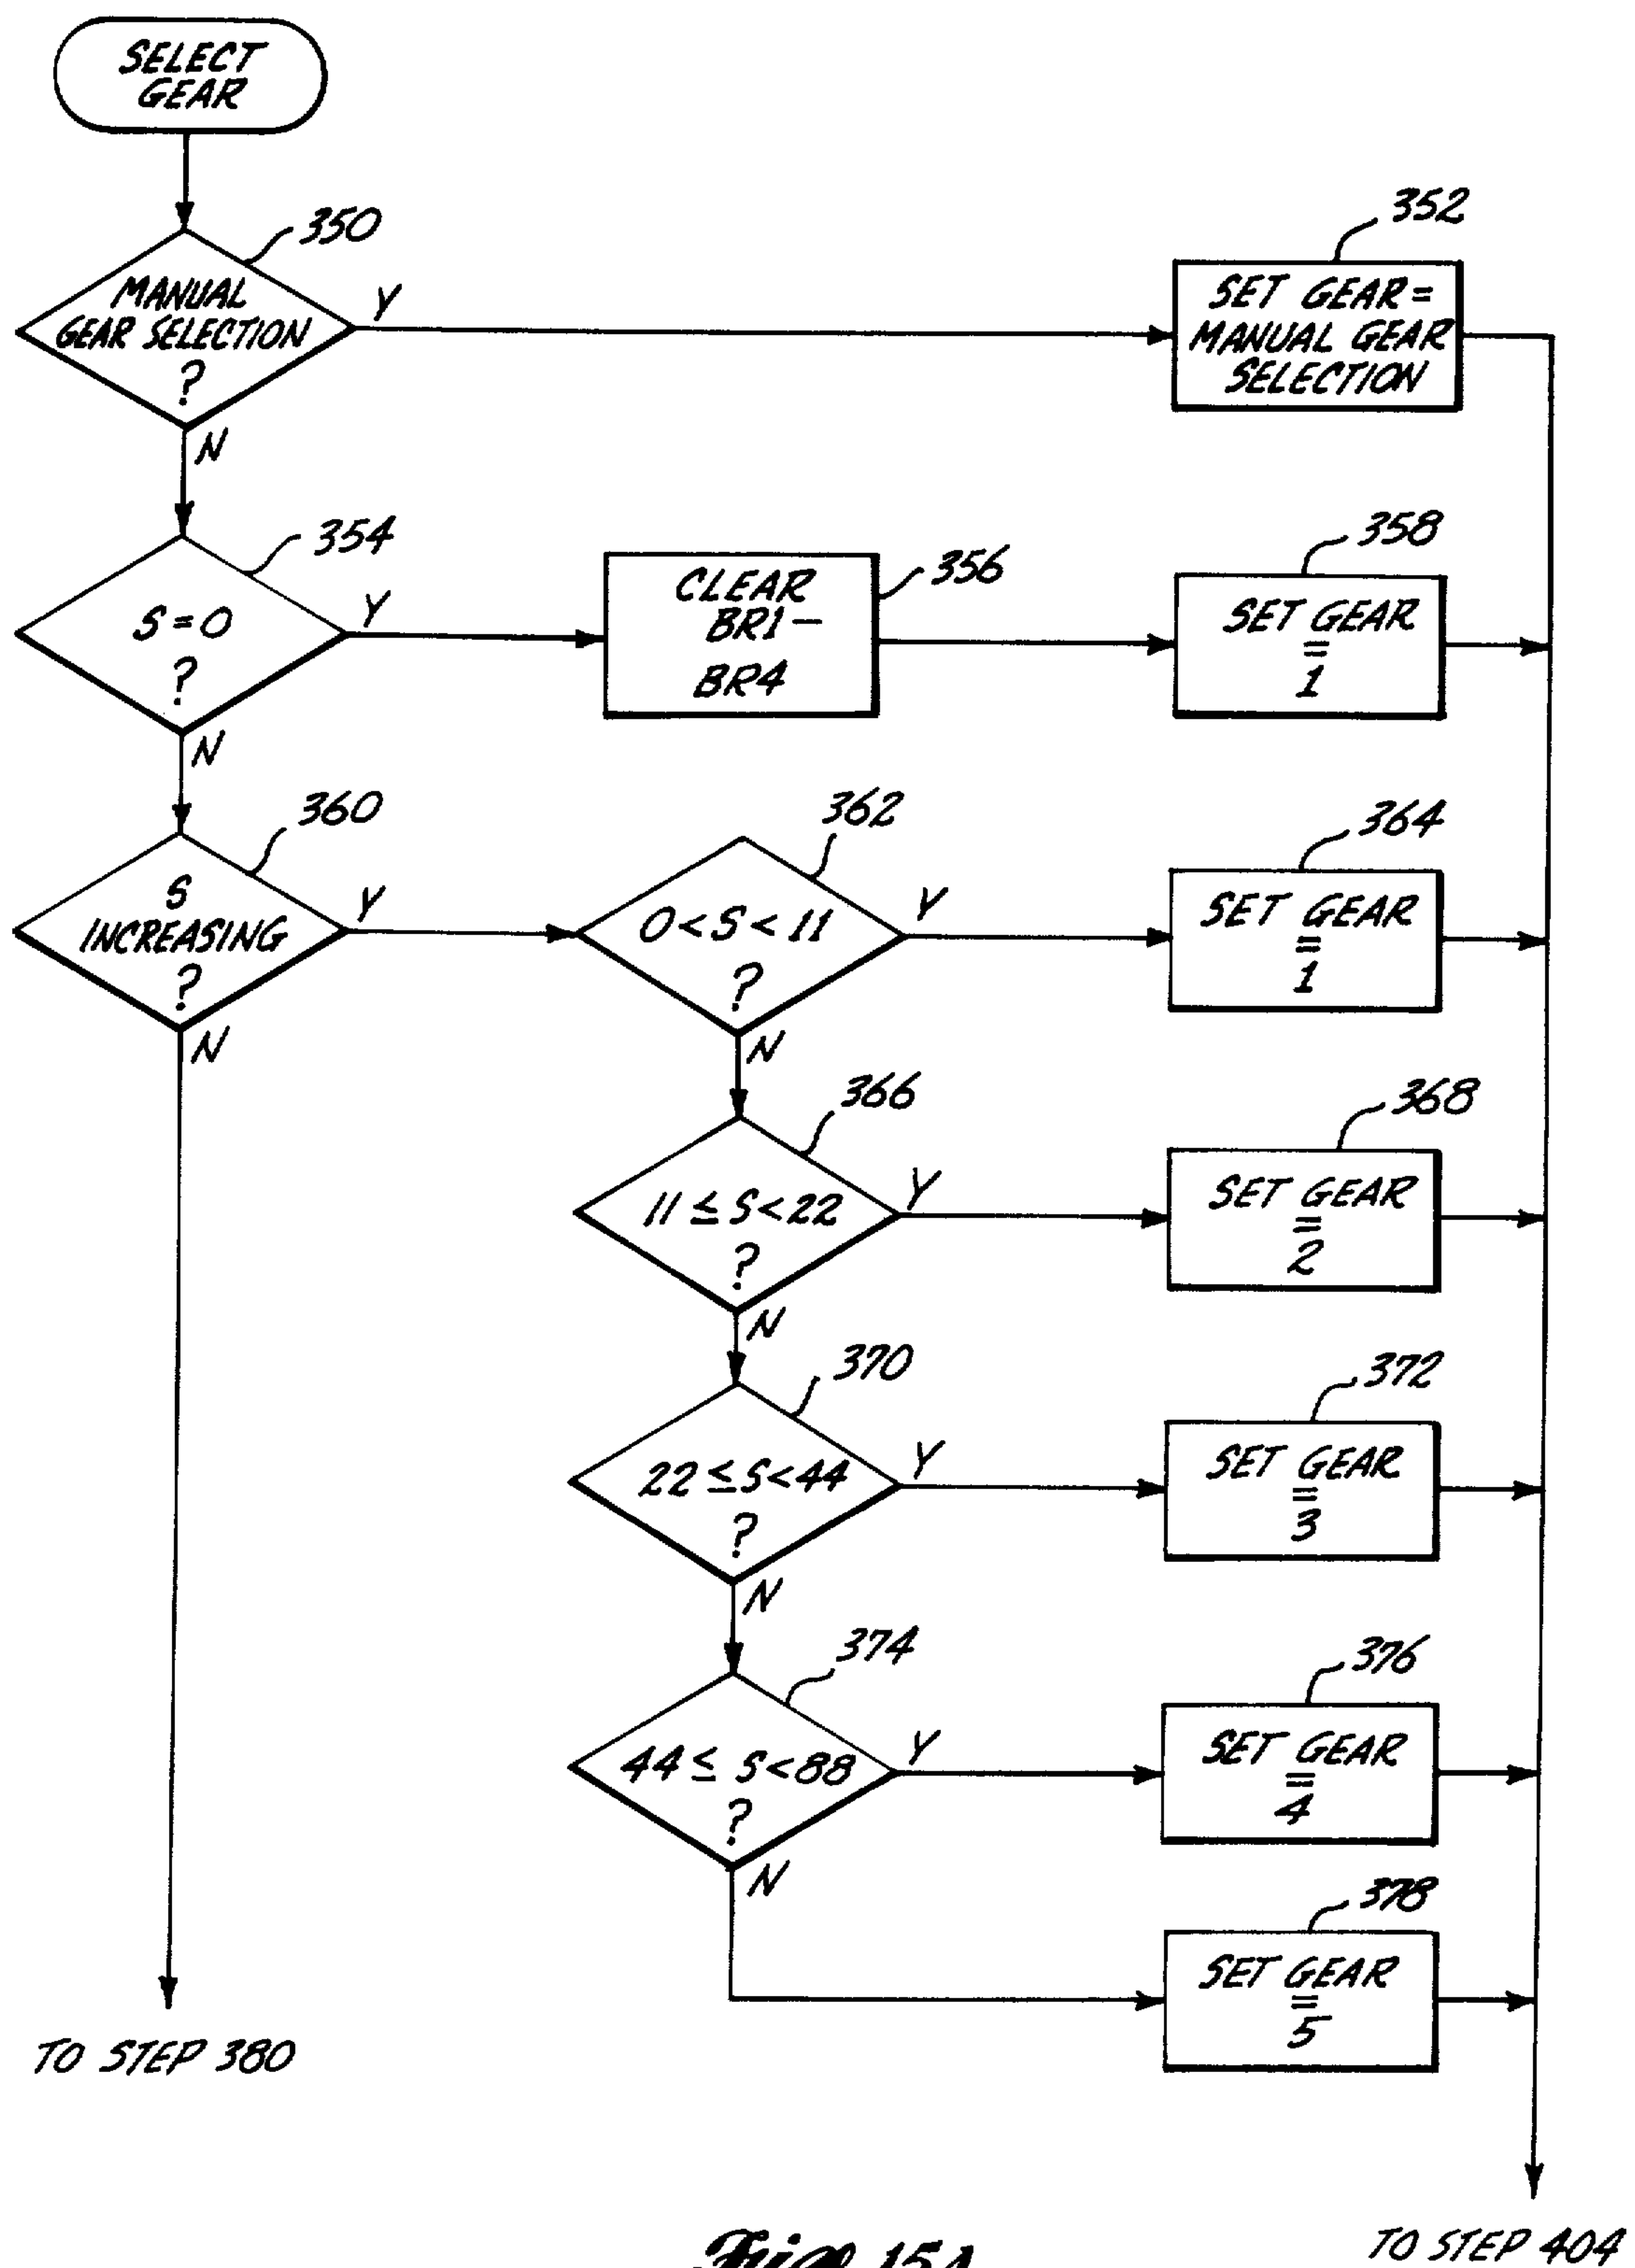 SELECT
GEAR
350
MANUAL
GEAR SELECTION
?
Y
N
352
SET GEAR =
MANUAL GEAR
SELECTION
354
S = 0
?
Y
N
356
CLEAR
BR1 –
BR4
358
SET GEAR
=
1
360
S
INCREASING
?
Y
N
362
0 < S < 11
?
Y
N
364
SET GEAR
=
1
366
11 ≤ S < 22
?
Y
N
368
SET GEAR
=
2
370
22 ≤ S < 44
?
Y
N
372
SET GEAR
=
3
374
44 ≤ S < 88
?
Y
N
376
SET GEAR
=
4
378
SET GEAR
=
5
TO STEP 380
TO STEP 404